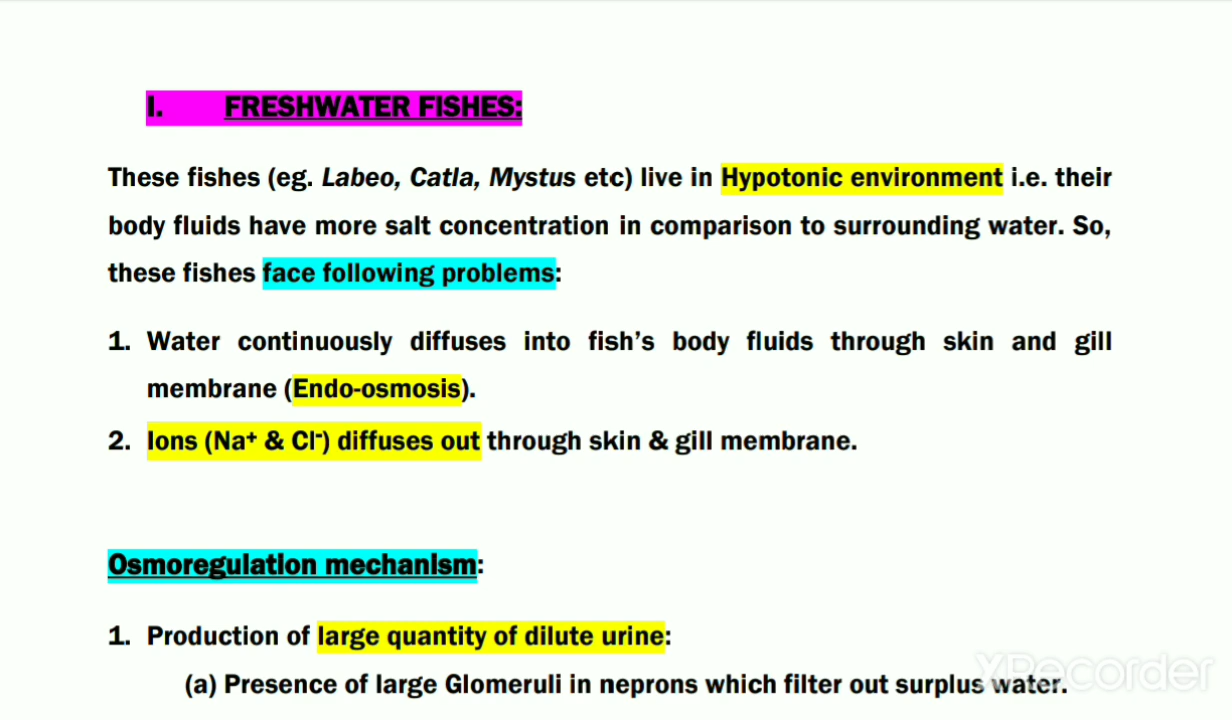 I. FRESHWATER FISHES:
These fishes (eg. Labeo, Catla, Mystus etc) live in Hypotonic environment i.e. their
body fluids have more salt concentration in comparison to surrounding water. So,
these fishes face following problems:
1. Water continuously diffuses into fish's body fluids through skin and gill
membrane (Endo-osmosis).
2. Ions (Na⁺ & Cl⁻) diffuses out through skin & gill membrane.
Osmoregulation mechanism:
1. Production of large quantity of dilute urine:
(a) Presence of large Glomeruli in neprons which filter out surplus water.
XRecorder